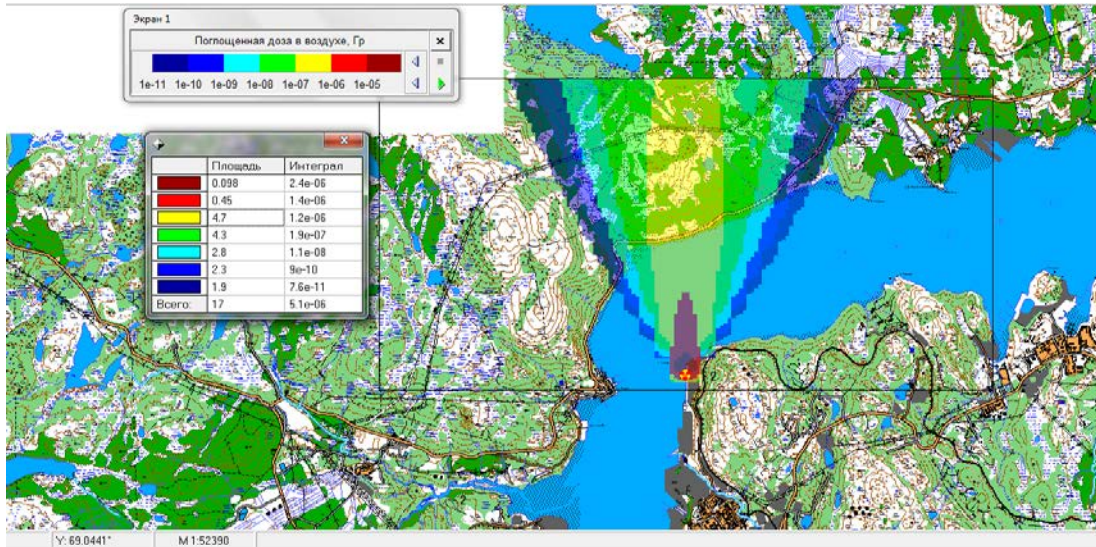 Экран 1
Поглощенная доза в воздухе, Гр
1e-11 1e-10 1e-09 1e-08 1e-07 1e-06 1e-05
Площадь Интеграл
0.098 2.4e-06
0.45 1.4e-06
4.7 1.2e-06
4.3 1.9e-07
2.8 1.1e-08
2.3 9e-10
1.9 7.6e-11
Всего: 17 5.1e-06
Y: 69.0441° M 1:52390